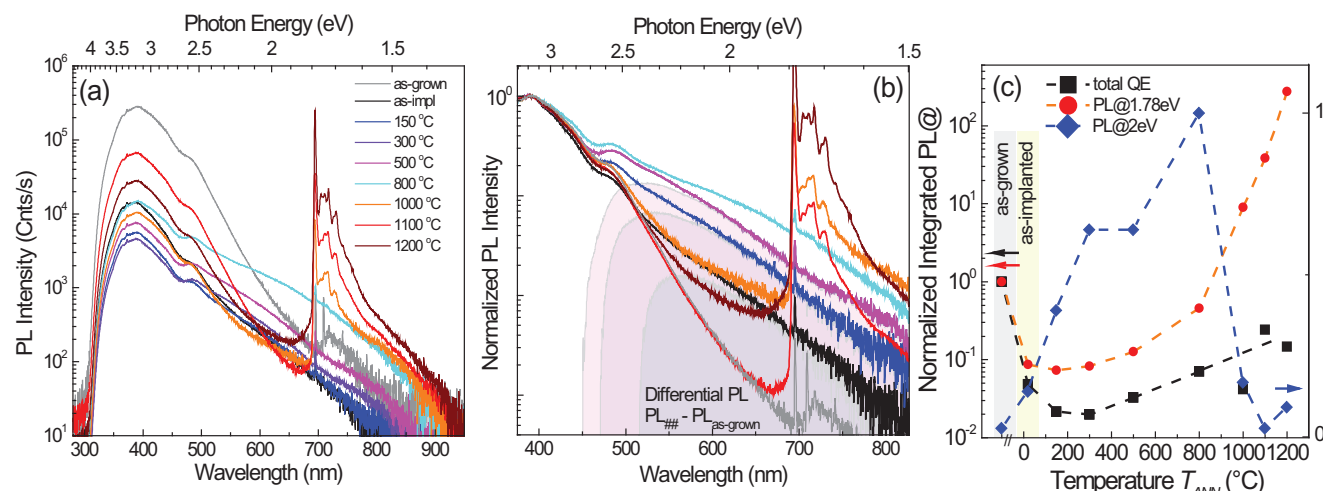 Photon Energy (eV)
4 3.5 3 2.5 2 1.5
(a)
PL Intensity (Cnts/s)
10^6
10^5
10^4
10^3
10^2
10^1
as-grown
as-impl
150 °C
300 °C
500 °C
800 °C
1000 °C
1100 °C
1200 °C
300 400 500 600 700 800 900
Wavelength (nm)
Photon Energy (eV)
3 2.5 2 1.5
(b)
Normalized PL Intensity
10^0
Differential PL
PL_## - PL_as-grown
400 500 600 700 800
Wavelength (nm)
(c)
total QE
PL@1.78eV
PL@2eV
Normalized Integrated PL@
10^2
10^1
10^0
10^-1
10^-2
as-grown
as-implanted
1
0
0 200 400 600 800 1000 1200
Temperature T_ANN (°C)